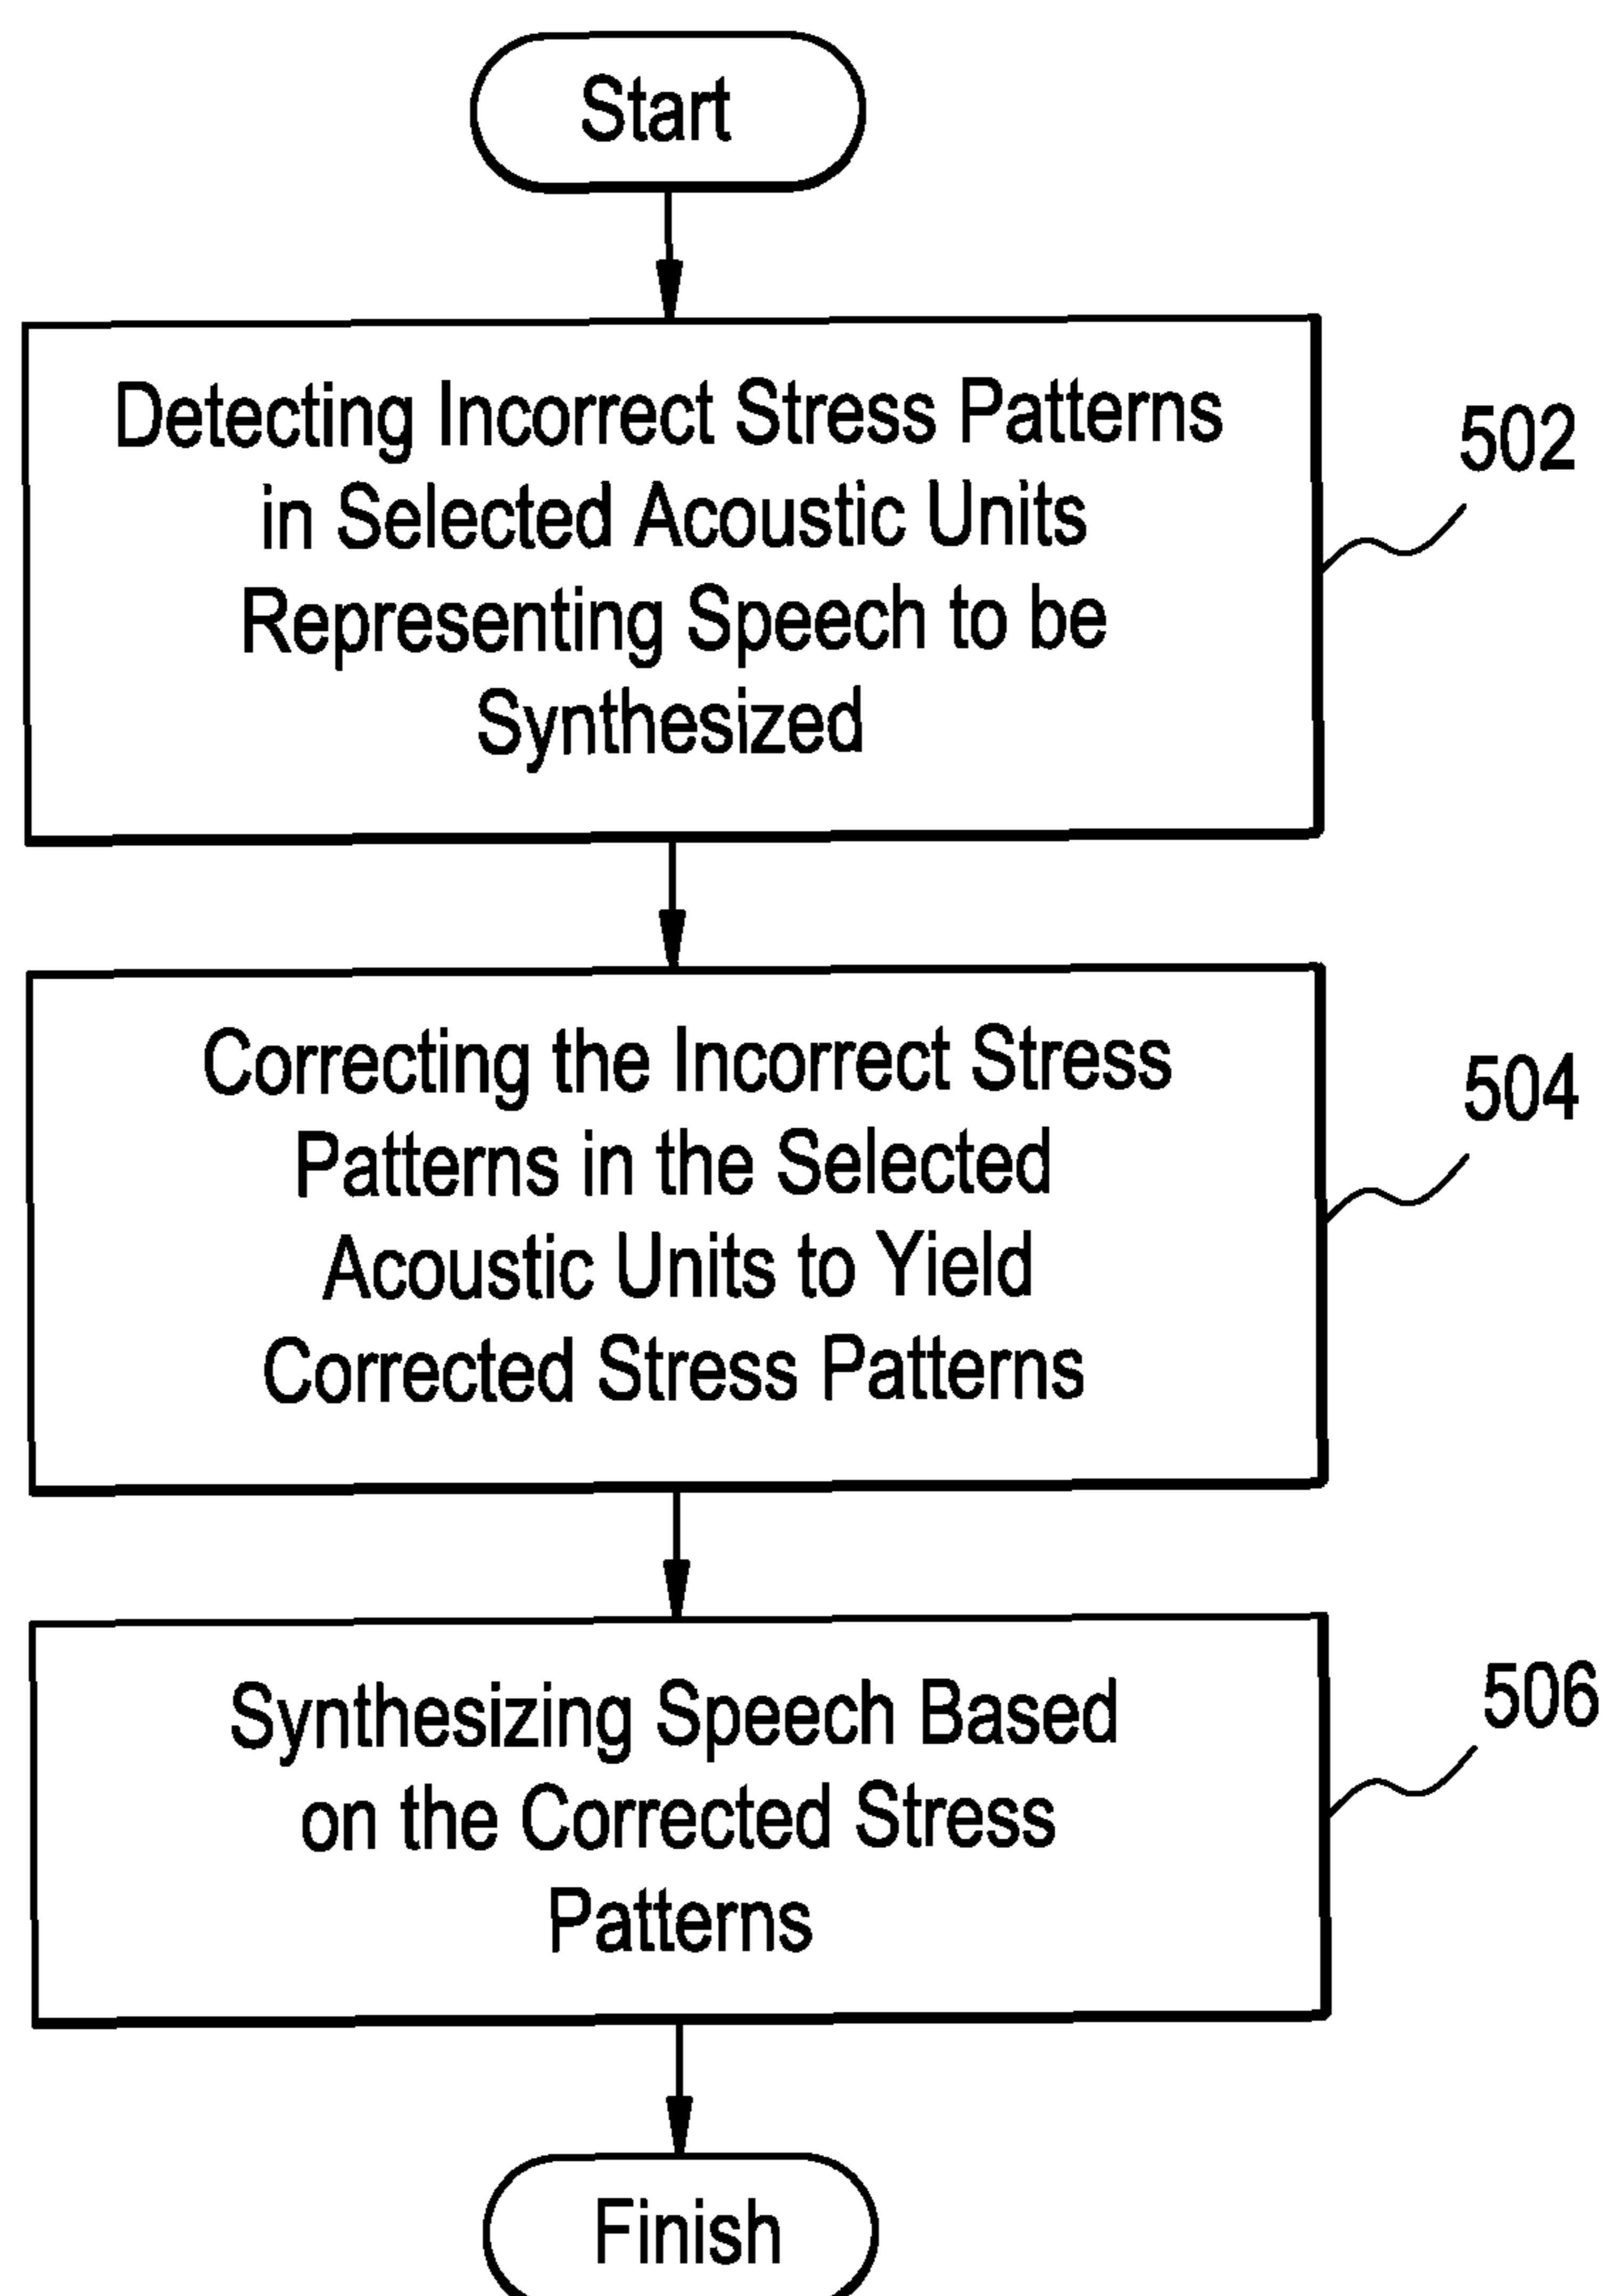 Start
Detecting Incorrect Stress Patterns
in Selected Acoustic Units
Representing Speech to be
Synthesized
502
Correcting the Incorrect Stress
Patterns in the Selected
Acoustic Units to Yield
Corrected Stress Patterns
504
Synthesizing Speech Based
on the Corrected Stress
Patterns
506
Finish